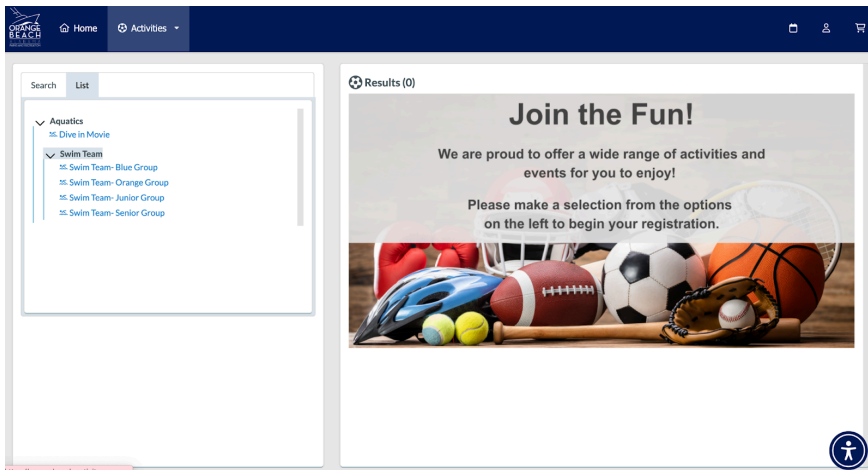 ORANGE
BEACH
Home
Activities
Search
List
Aquatics
Dive in Movie
Swim Team
Swim Team- Blue Group
Swim Team- Orange Group
Swim Team- Junior Group
Swim Team- Senior Group
Results (0)
Join the Fun!
We are proud to offer a wide range of activities and
events for you to enjoy!
Please make a selection from the options
on the left to begin your registration.